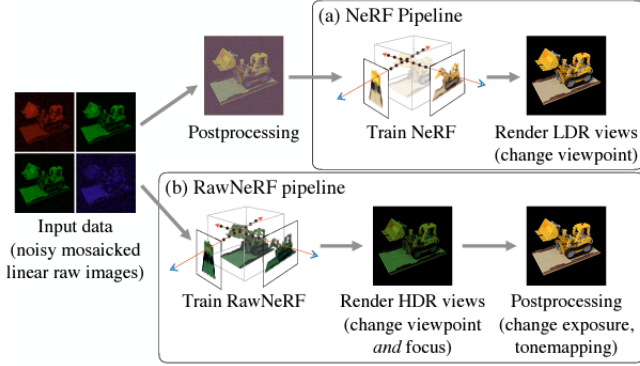 (a) NeRF Pipeline
Postprocessing
Train NeRF
Render LDR views
(change viewpoint)
Input data
(noisy mosaicked
linear raw images)
(b) RawNeRF pipeline
Train RawNeRF
Render HDR views
(change viewpoint
and focus)
Postprocessing
(change exposure,
tonemapping)